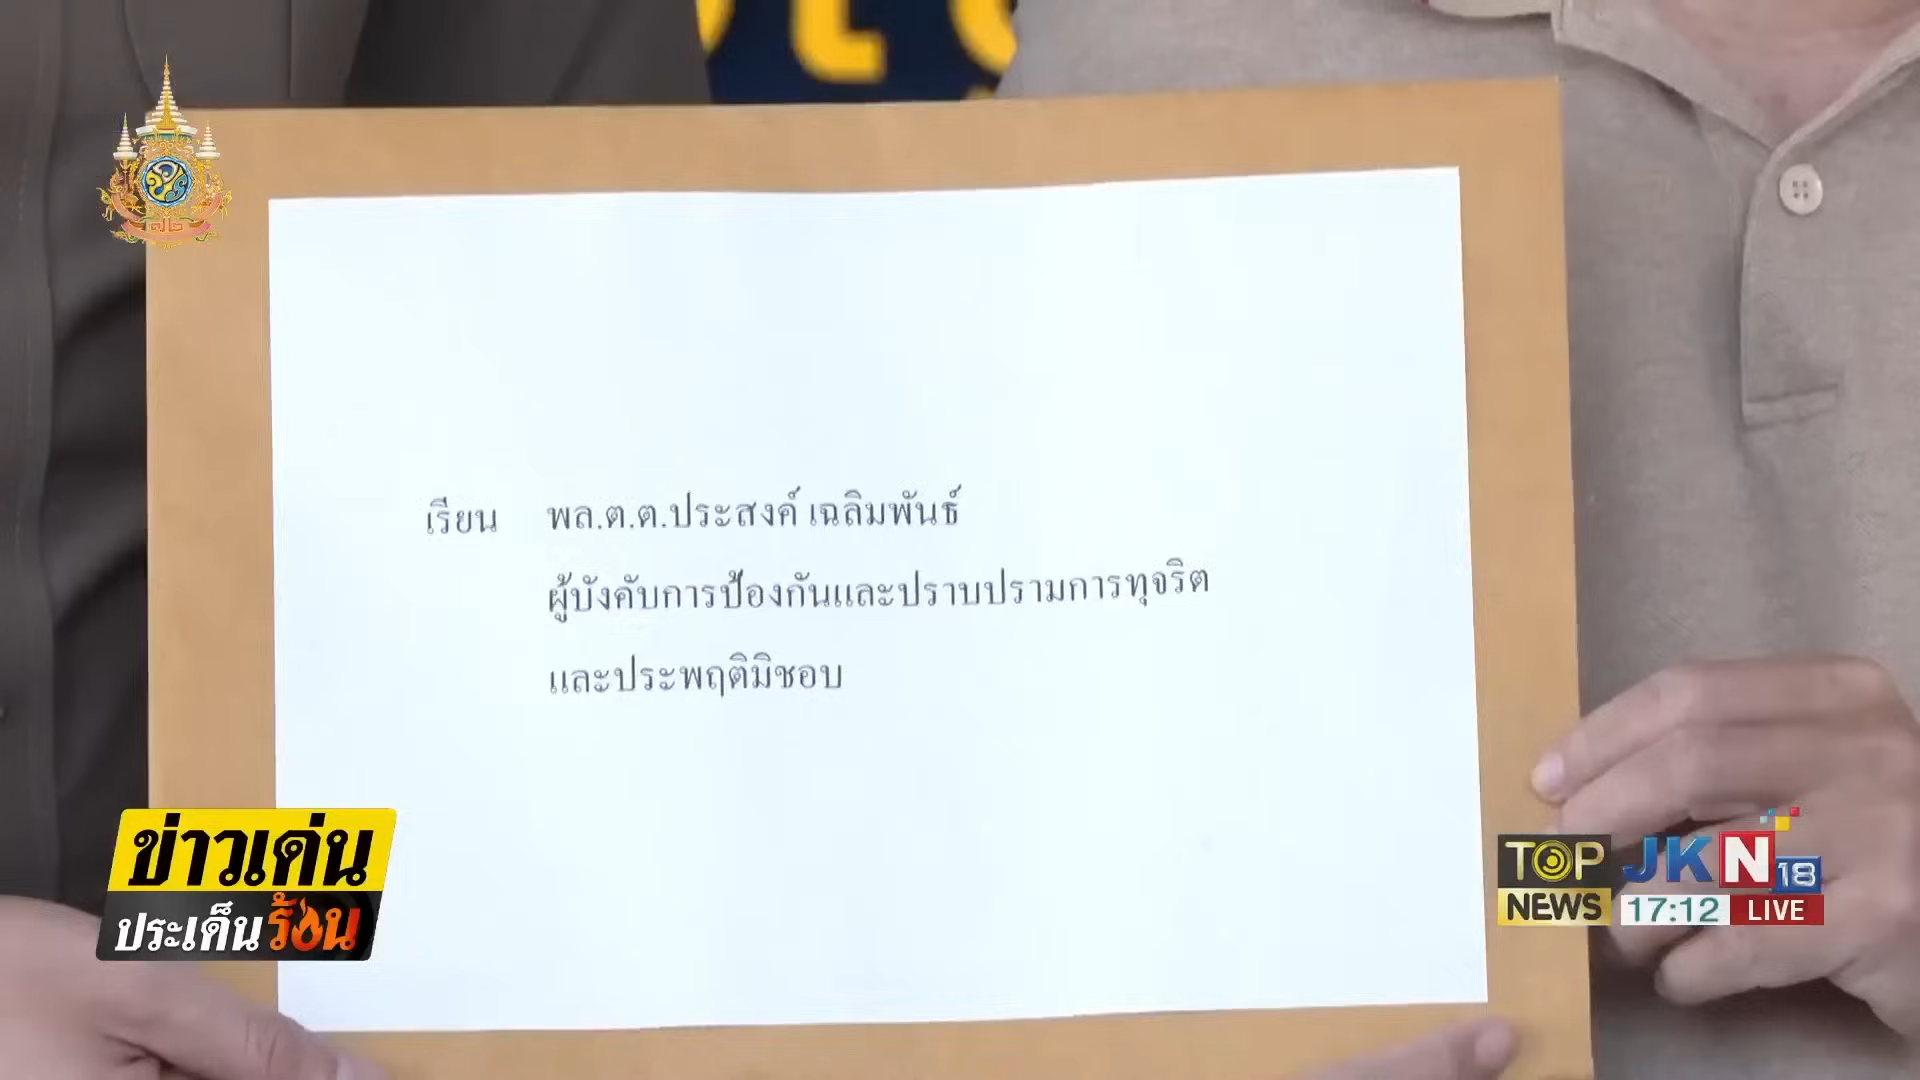 ๗๒
เรียน พล.ต.ต.ประสงค์ เฉลิมพันธ์
ผู้บังคับการป้องกันและปราบปรามการทุจริต
และประพฤติมิชอบ
ข่าวเด่น
ประเด็นร้อน
TOP NEWS
JKN18
17:12 LIVE